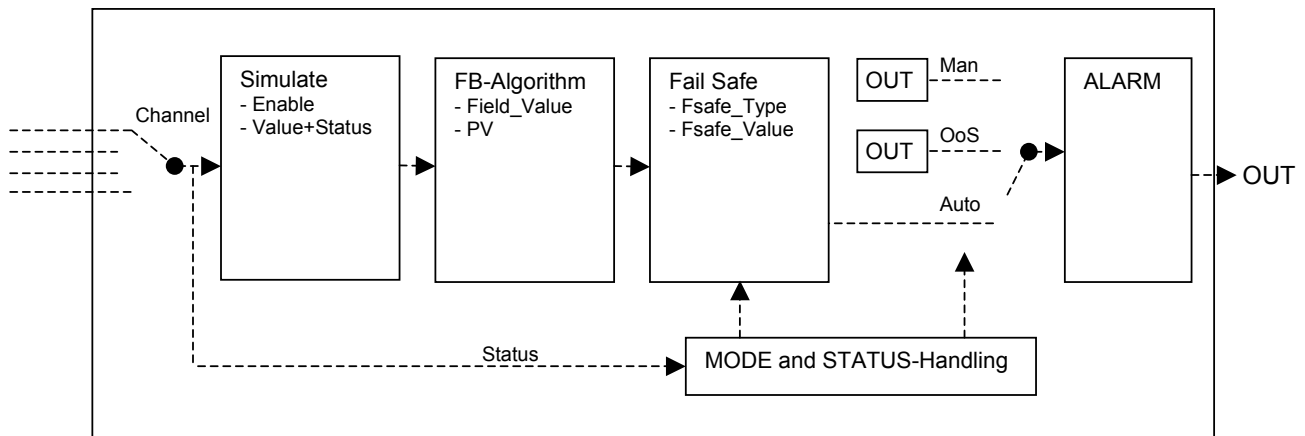 Channel
Simulate
- Enable
- Value+Status
FB-Algorithm
- Field_Value
- PV
Fail Safe
- Fsafe_Type
- Fsafe_Value
OUT
Man
OUT
OoS
Auto
ALARM
OUT
Status
MODE and STATUS-Handling